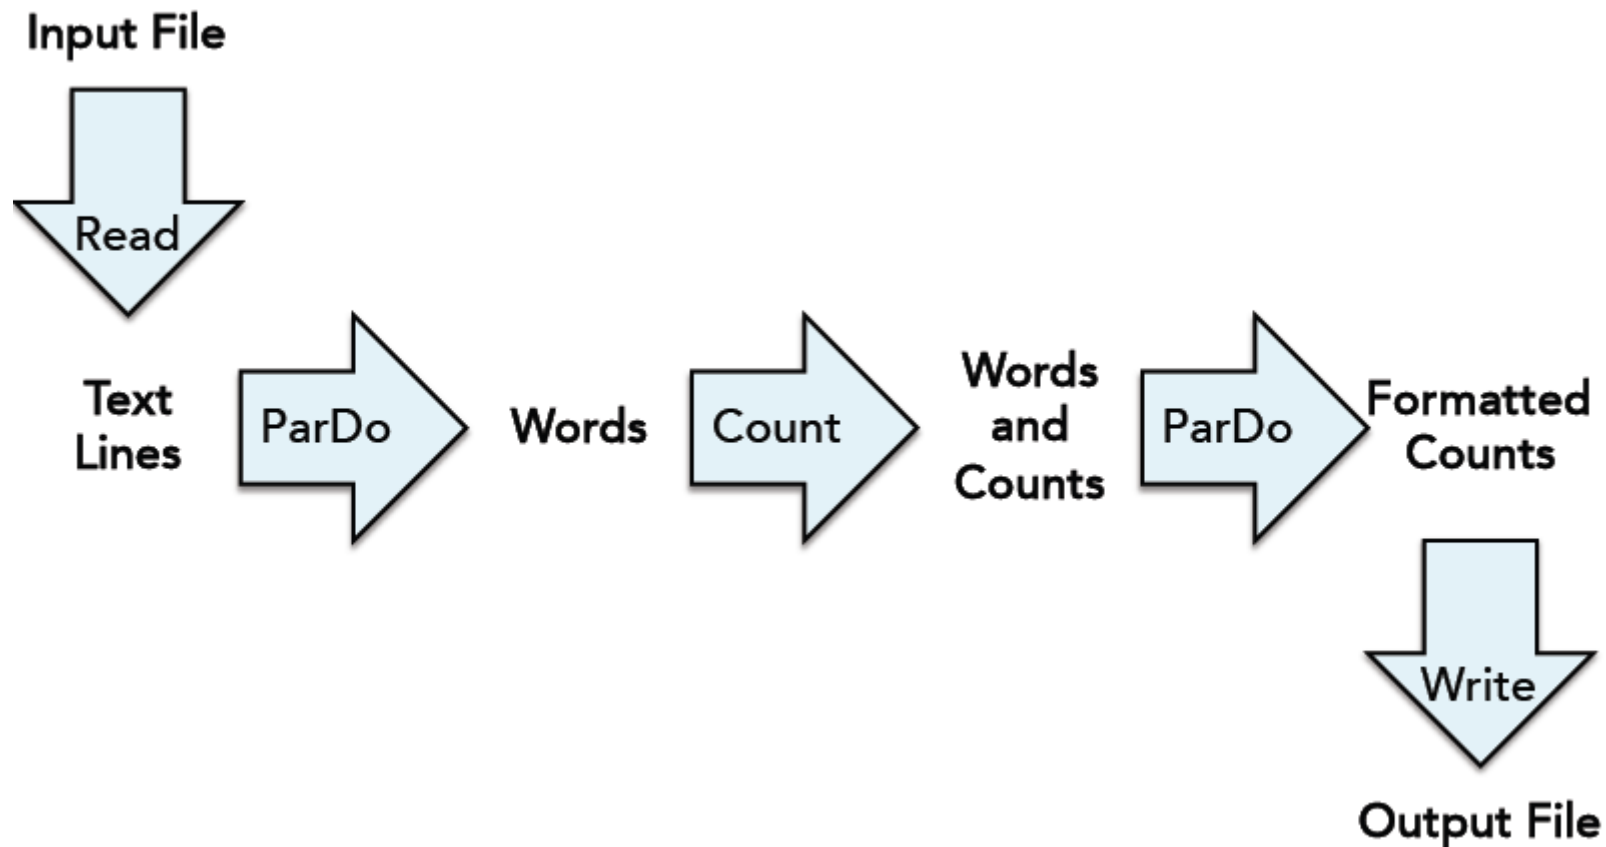 Input File
Read
Text
Lines
ParDo
Words
Count
Words
and
Counts
ParDo
Formatted
Counts
Write
Output File